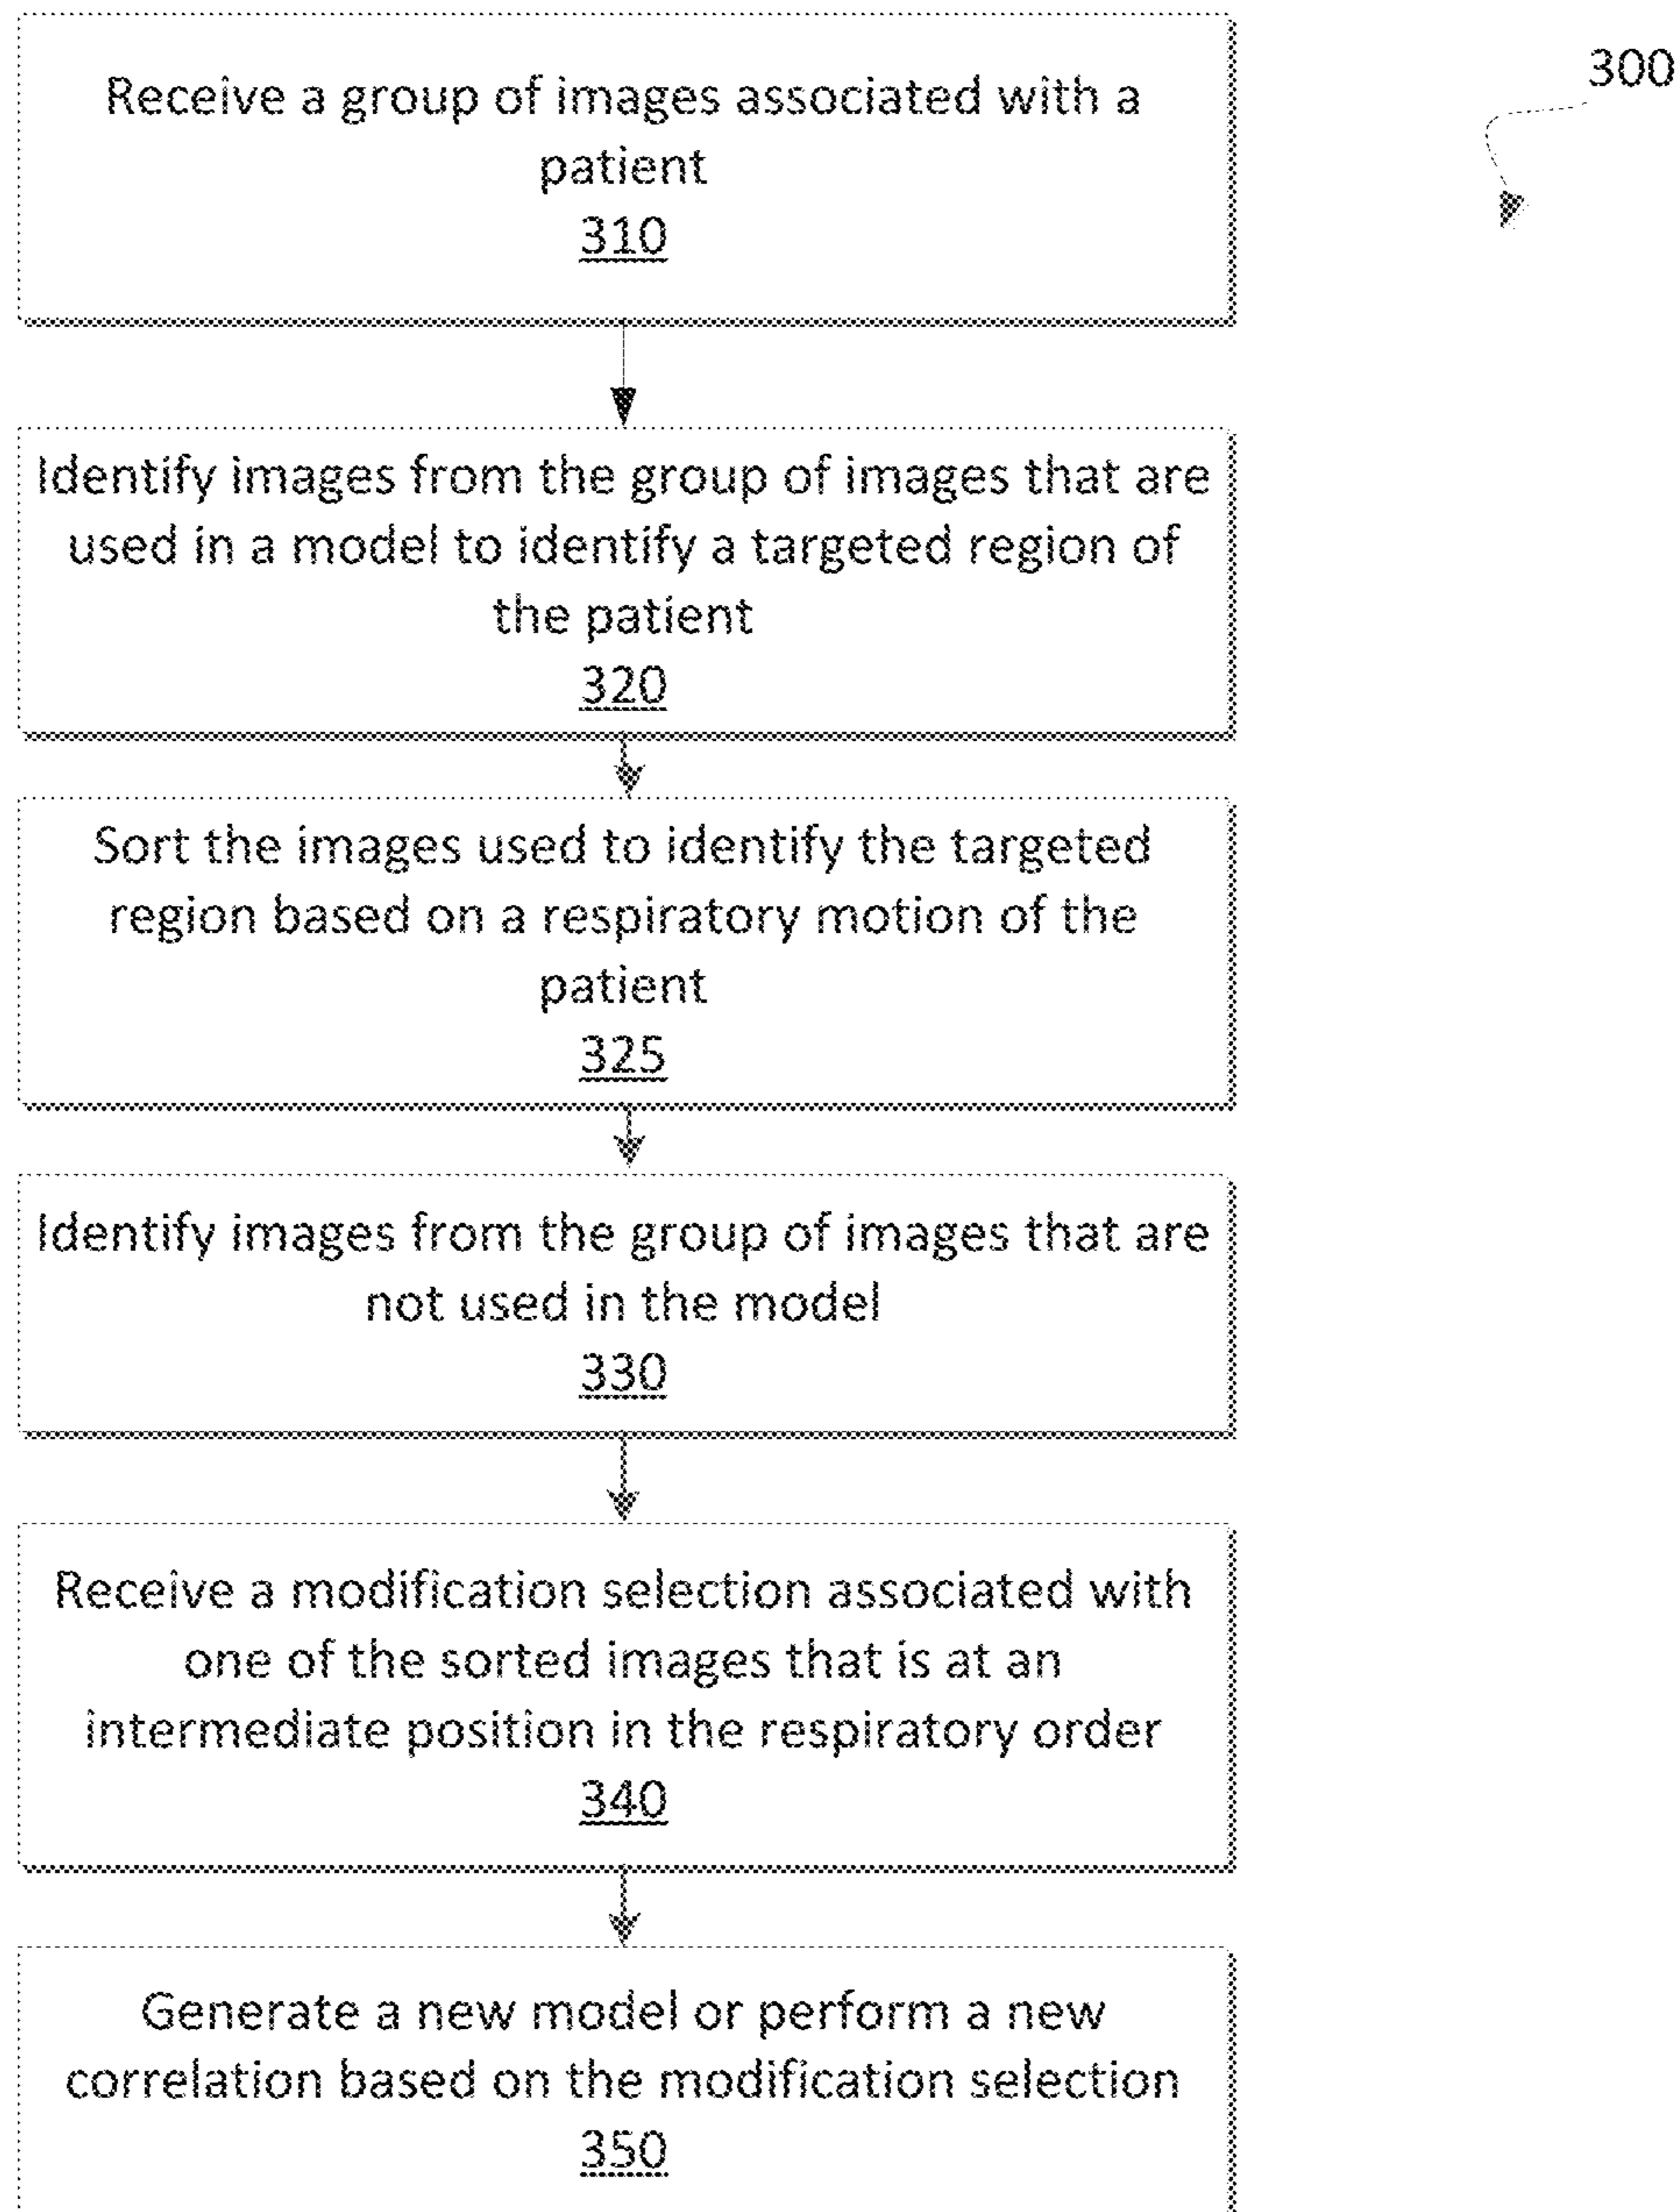 300
Receive a group of images associated with a
patient
310
Identify images from the group of images that are
used in a model to identify a targeted region of
the patient
320
Sort the images used to identify the targeted
region based on a respiratory motion of the
patient
325
Identify images from the group of images that are
not used in the model
330
Receive a modification selection associated with
one of the sorted images that is at an
intermediate position in the respiratory order
340
Generate a new model or perform a new
correlation based on the modification selection
350